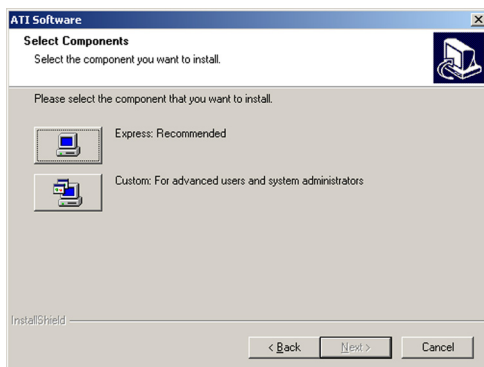 ATI Software
Select Components
Select the component you want to install.
Please select the component that you want to install.
Express: Recommended
Custom: For advanced users and system administrators
InstallShield
< Back
Next >
Cancel